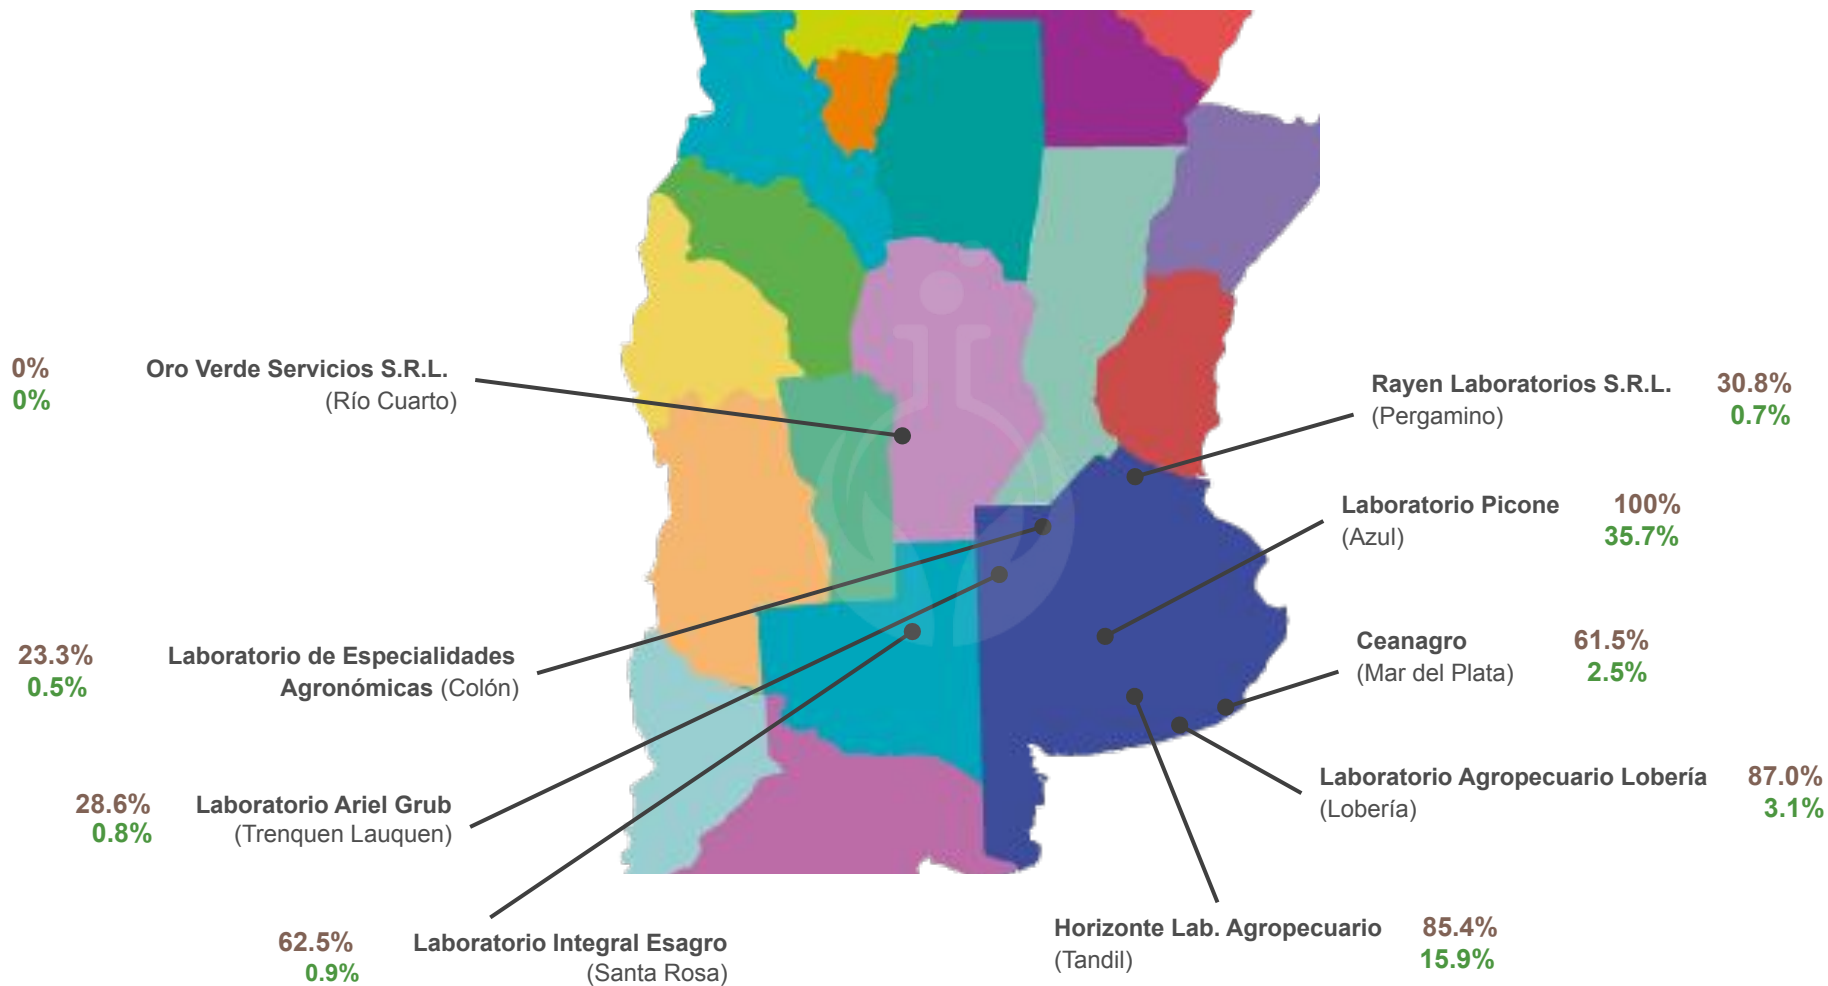 0%
Oro Verde Servicios S.R.L.
0%
(Río Cuarto)
Rayen Laboratorios S.R.L.
30.8%
(Pergamino)
0.7%
Laboratorio Picone
100%
(Azul)
35.7%
23.3%
Laboratorio de Especialidades
0.5%
Agronómicas (Colón)
Ceanagro
61.5%
(Mar del Plata)
2.5%
28.6%
Laboratorio Ariel Grub
0.8%
(Trenquen Lauquen)
Laboratorio Agropecuario Lobería
87.0%
(Lobería)
3.1%
62.5%
Laboratorio Integral Esagro
0.9%
(Santa Rosa)
Horizonte Lab. Agropecuario
85.4%
(Tandil)
15.9%